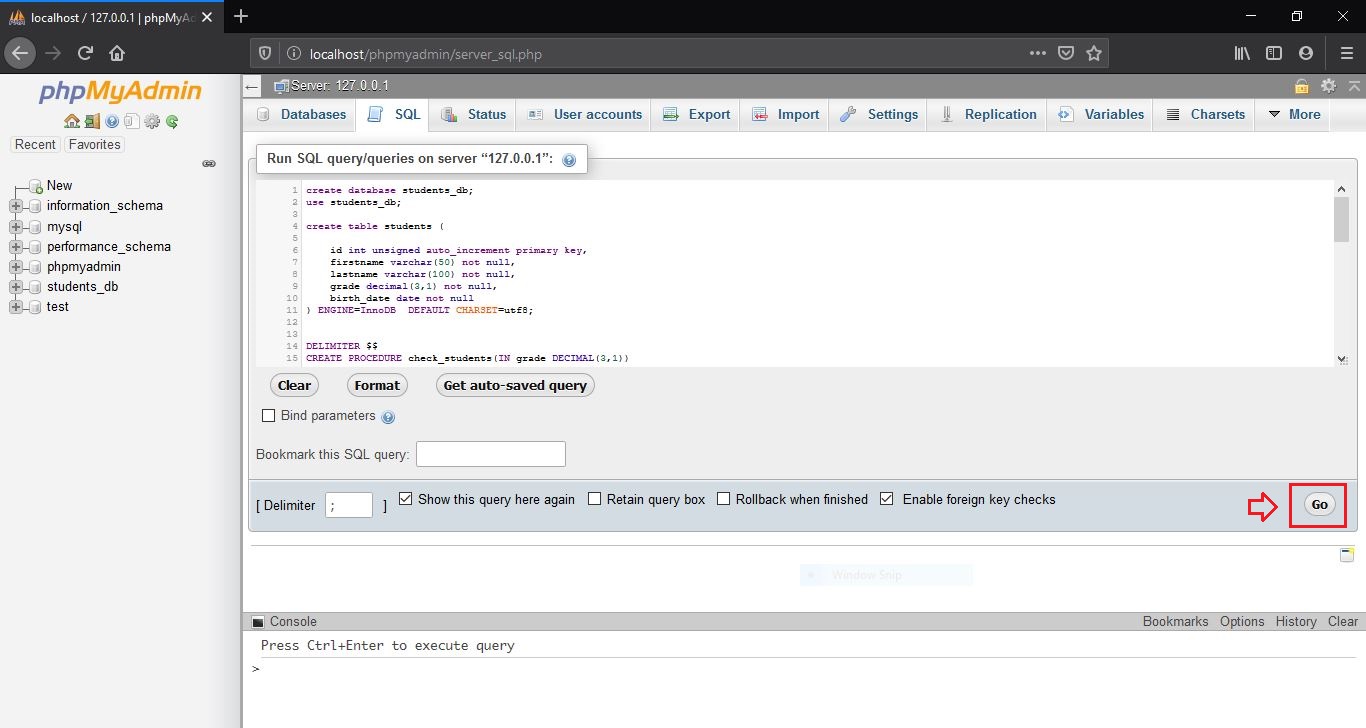 localhost / 127.0.0.1 | phpMyAd
localhost/phpmyadmin/server_sql.php
phpMyAdmin
Recent Favorites
New
information_schema
mysql
performance_schema
phpmyadmin
students_db
test
Server: 127.0.0.1
Databases SQL Status User accounts Export Import Settings Replication Variables Charsets More
Run SQL query/queries on server “127.0.0.1”:
1 create database students_db;
2 use students_db;
3
4 create table students (
5
6 id int unsigned auto_increment primary key,
7 firstname varchar(50) not null,
8 lastname varchar(100) not null,
9 grade decimal(3,1) not null,
10 birth_date date not null
11 ) ENGINE=InnoDB  DEFAULT CHARSET=utf8;
12
13
14 DELIMITER $$
15 CREATE PROCEDURE check_students(IN grade DECIMAL(3,1))
Clear Format Get auto-saved query
Bind parameters
Bookmark this SQL query:
[ Delimiter ; ] Show this query here again Retain query box Rollback when finished Enable foreign key checks Go
Window Snip
Console Bookmarks Options History Clear
Press Ctrl+Enter to execute query
>